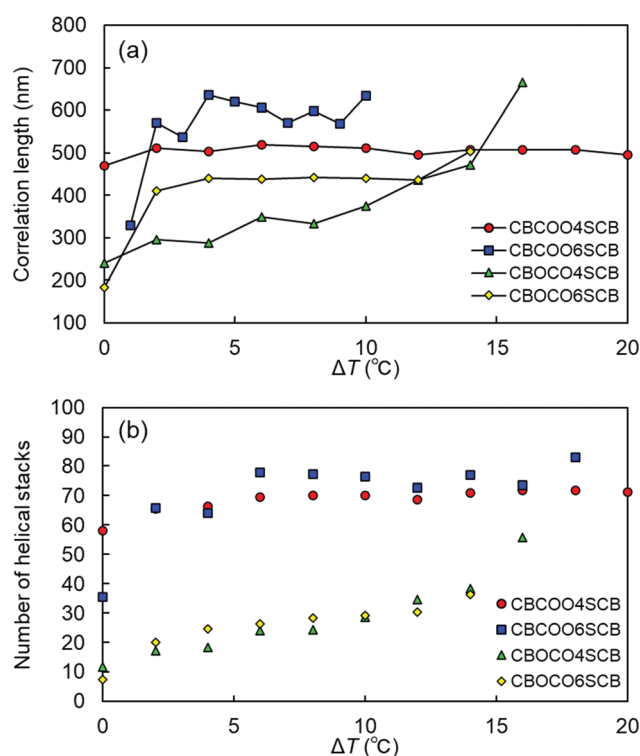 (a)
Correlation length (nm)
800
700
600
500
400
300
200
100
CBCOO4SCB
CBCOO6SCB
CBOCO4SCB
CBOCO6SCB
0 5 10 15 20
ΔT (°C)
(b)
Number of helical stacks
100
90
80
70
60
50
40
30
20
10
0
CBCOO4SCB
CBCOO6SCB
CBOCO4SCB
CBOCO6SCB
0 5 10 15 20
ΔT (°C)